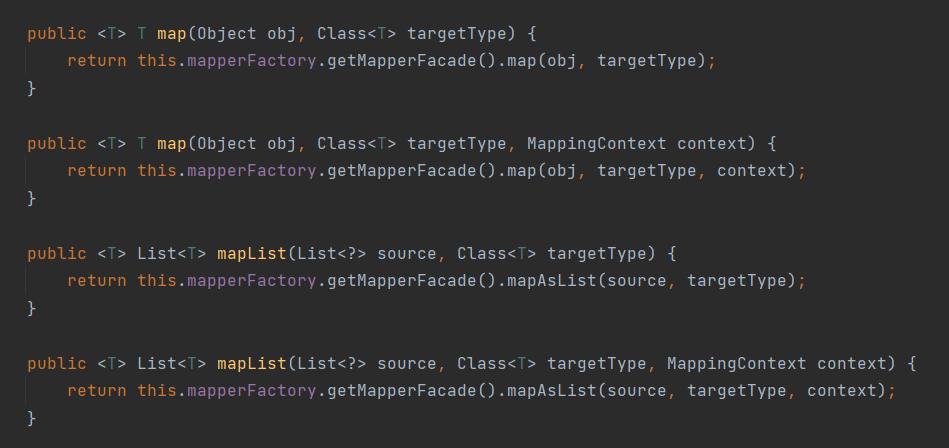 public <T> T map(Object obj, Class<T> targetType) {
    return this.mapperFactory.getMapperFacade().map(obj, targetType);
}
public <T> T map(Object obj, Class<T> targetType, MappingContext context) {
    return this.mapperFactory.getMapperFacade().map(obj, targetType, context);
}
public <T> List<T> mapList(List<?> source, Class<T> targetType) {
    return this.mapperFactory.getMapperFacade().mapAsList(source, targetType);
}
public <T> List<T> mapList(List<?> source, Class<T> targetType, MappingContext context) {
    return this.mapperFactory.getMapperFacade().mapAsList(source, targetType, context);
}